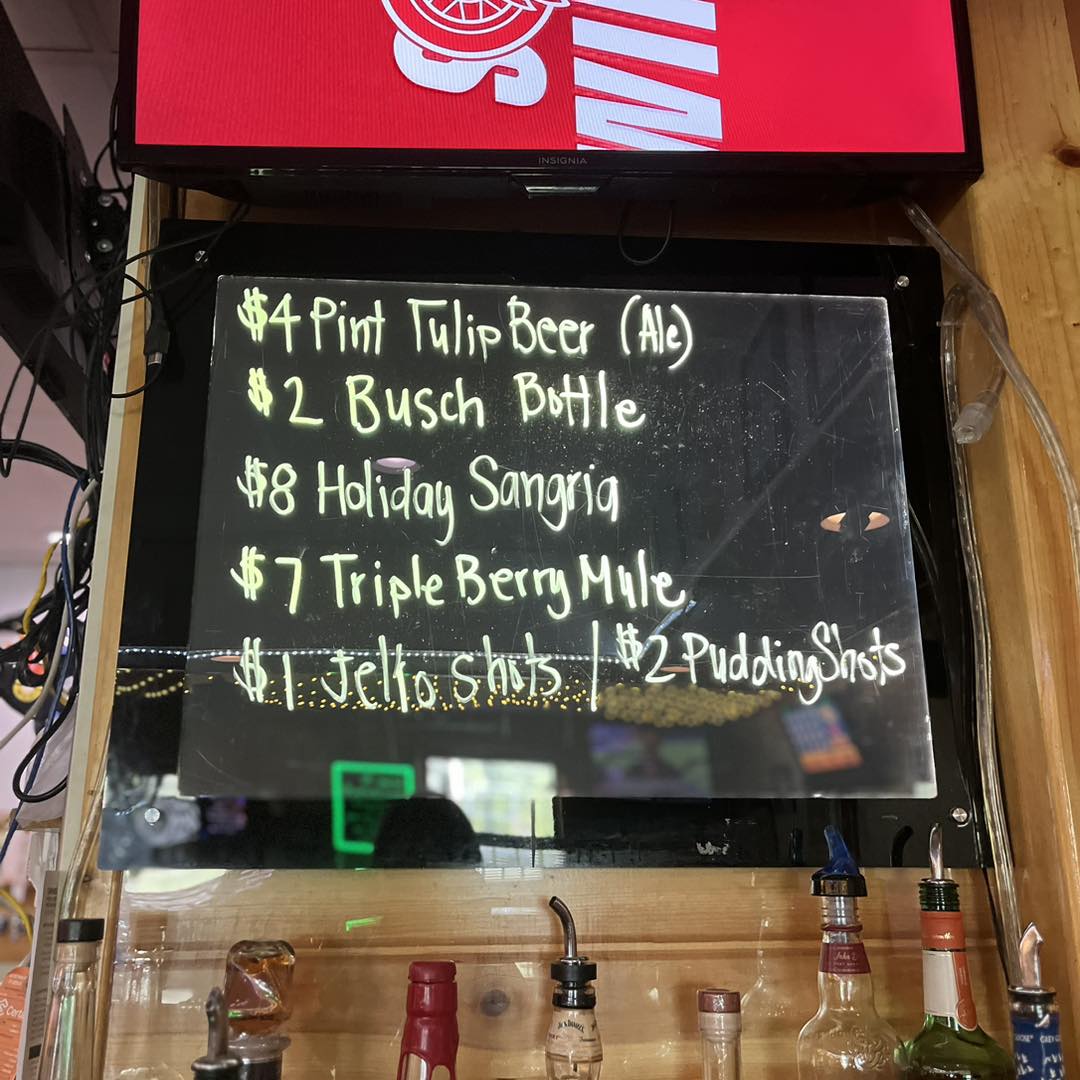 WIN
S
INSIGNIA
$4 Pint Tulip Beer (Ale)
$2 Busch Bottle
$8 Holiday Sangria
$7 Triple Berry Mule
$1 Jello Shots | $2 Pudding Shots